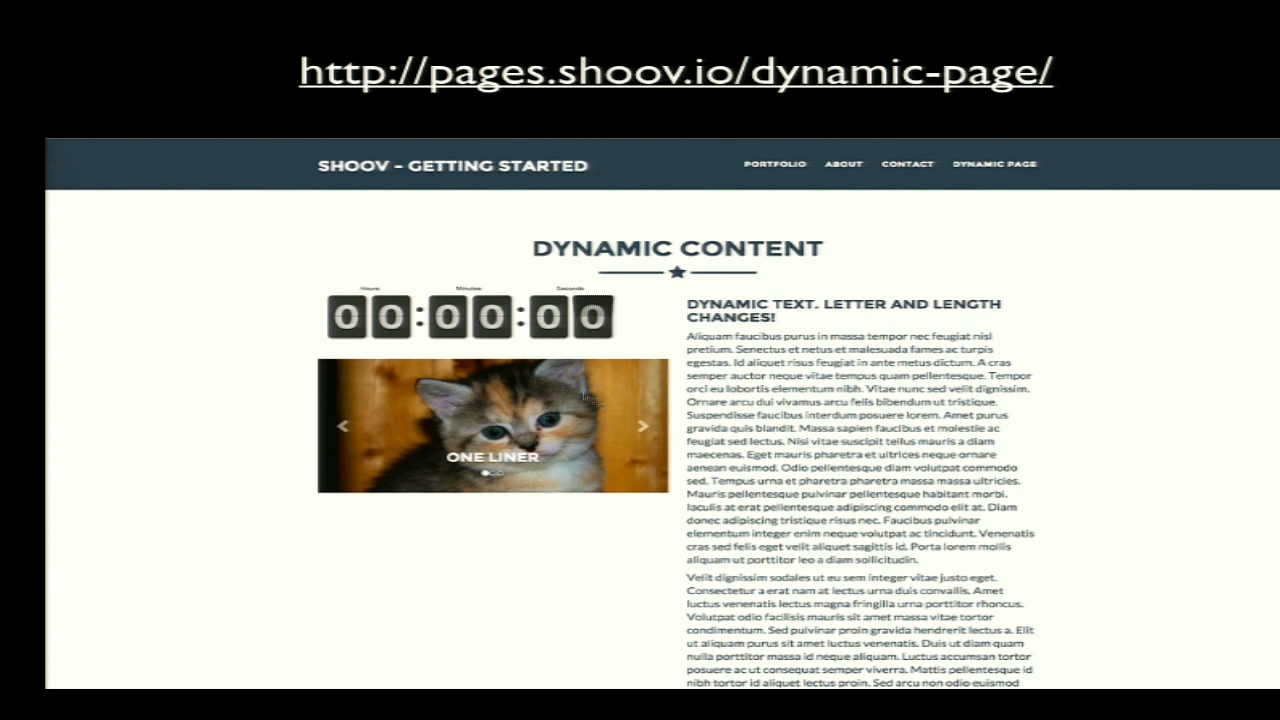 http://pages.shoov.io/dynamic-page/
SHOOV - GETTING STARTED
PORTFOLIO ABOUT CONTACT DYNAMIC PAGE
DYNAMIC CONTENT
Hours Minutes Seconds
00:00:00
ONE LINER
DYNAMIC TEXT. LETTER AND LENGTH
CHANGES!
Aliquam faucibus purus in massa tempor nec feugiat nisl
pretium. Senectus et netus et malesuada fames ac turpis
egestas. Id aliquet risus feugiat in ante metus dictum. A cras
semper auctor neque vitae tempus quam pellentesque. Tempor
orci eu lobortis elementum nibh. Vitae nunc sed velit dignissim.
Ornare arcu dui vivamus arcu felis bibendum ut tristique.
Suspendisse faucibus interdum posuere lorem. Amet purus
gravida quis blandit. Massa sapien faucibus et molestie ac
feugiat sed lectus. Nisi vitae suscipit tellus mauris a diam
maecenas. Eget mauris pharetra et ultrices neque ornare
aenean euismod. Odio pellentesque diam volutpat commodo
sed. Tempus urna et pharetra pharetra massa massa ultricies.
Mauris pellentesque pulvinar pellentesque habitant morbi.
Iaculis at erat pellentesque adipiscing commodo elit at. Diam
donec adipiscing tristique risus nec. Faucibus pulvinar
elementum integer enim neque volutpat ac tincidunt. Venenatis
cras sed felis eget velit aliquet sagittis id. Porta lorem mollis
aliquam ut porttitor leo a diam sollicitudin.
Velit dignissim sodales ut eu sem integer vitae justo eget.
Consectetur a erat nam at lectus urna duis convallis. Amet
luctus venenatis lectus magna fringilla urna porttitor rhoncus.
Volutpat odio facilisis mauris sit amet massa vitae tortor
condimentum. Sed pulvinar proin gravida hendrerit lectus a. Elit
ut aliquam purus sit amet luctus venenatis. Duis ut diam quam
nulla porttitor massa id neque aliquam. Luctus accumsan tortor
posuere ac ut consequat semper viverra. Mattis pellentesque id
nibh tortor id aliquet lectus proin. Sed arcu non odio euismod